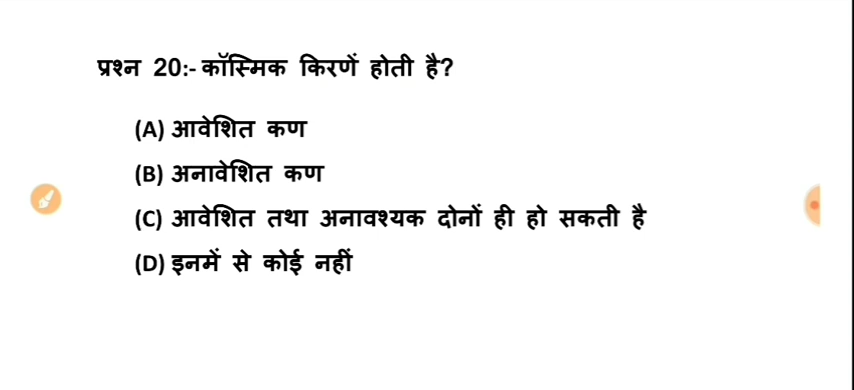 प्रश्न 20:- कॉस्मिक किरणें होती है?
(A) आवेशित कण
(B) अनावेशित कण
(C) आवेशित तथा अनावश्यक दोनों ही हो सकती है
(D) इनमें से कोई नहीं